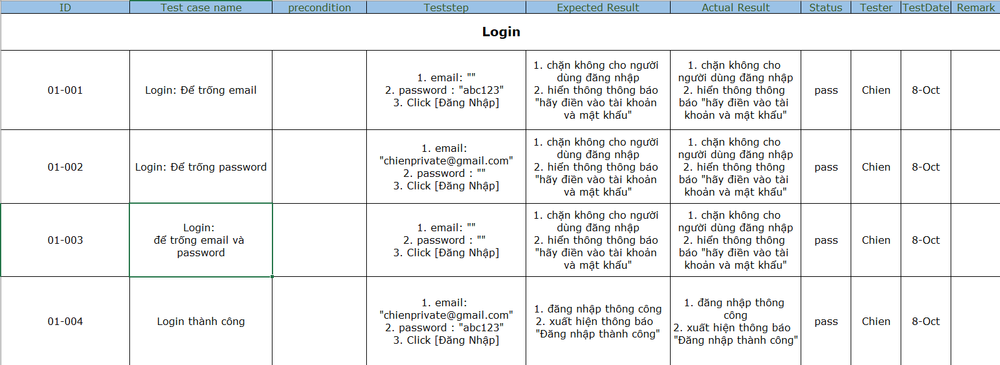 ID Test case name precondition Teststep Expected Result Actual Result Status Tester TestDate Remark
Login
01-001
Login: Để trống email
1. email: ""
2. password : "abc123"
3. Click [Đăng Nhập]
1. chặn không cho người
dùng đăng nhập
2. hiển thông thông báo
"hãy điền vào tài khoản
và mật khẩu"
1. chặn không cho
người dùng đăng nhập
2. hiển thông thông
báo "hãy điền vào tài
khoản và mật khẩu"
pass
Chien
8-Oct
01-002
Login: Để trống password
1. email:
"chienprivate@gmail.com"
2. password : ""
3. Click [Đăng Nhập]
1. chặn không cho người
dùng đăng nhập
2. hiển thông thông báo
"hãy điền vào tài khoản
và mật khẩu"
1. chặn không cho
người dùng đăng nhập
2. hiển thông thông
báo "hãy điền vào tài
khoản và mật khẩu"
pass
Chien
8-Oct
01-003
Login:
để trống email và
password
1. email: ""
2. password : ""
3. Click [Đăng Nhập]
1. chặn không cho người
dùng đăng nhập
2. hiển thông thông báo
"hãy điền vào tài khoản
và mật khẩu"
1. chặn không cho
người dùng đăng nhập
2. hiển thông thông
báo "hãy điền vào tài
khoản và mật khẩu"
pass
Chien
8-Oct
01-004
Login thành công
1. email:
"chienprivate@gmail.com"
2. password : "abc123"
3. Click [Đăng Nhập]
1. đăng nhập thông công
2. xuất hiện thông báo
"Đăng nhập thành công"
1. đăng nhập thông
công
2. xuất hiện thông báo
"Đăng nhập thành công"
pass
Chien
8-Oct